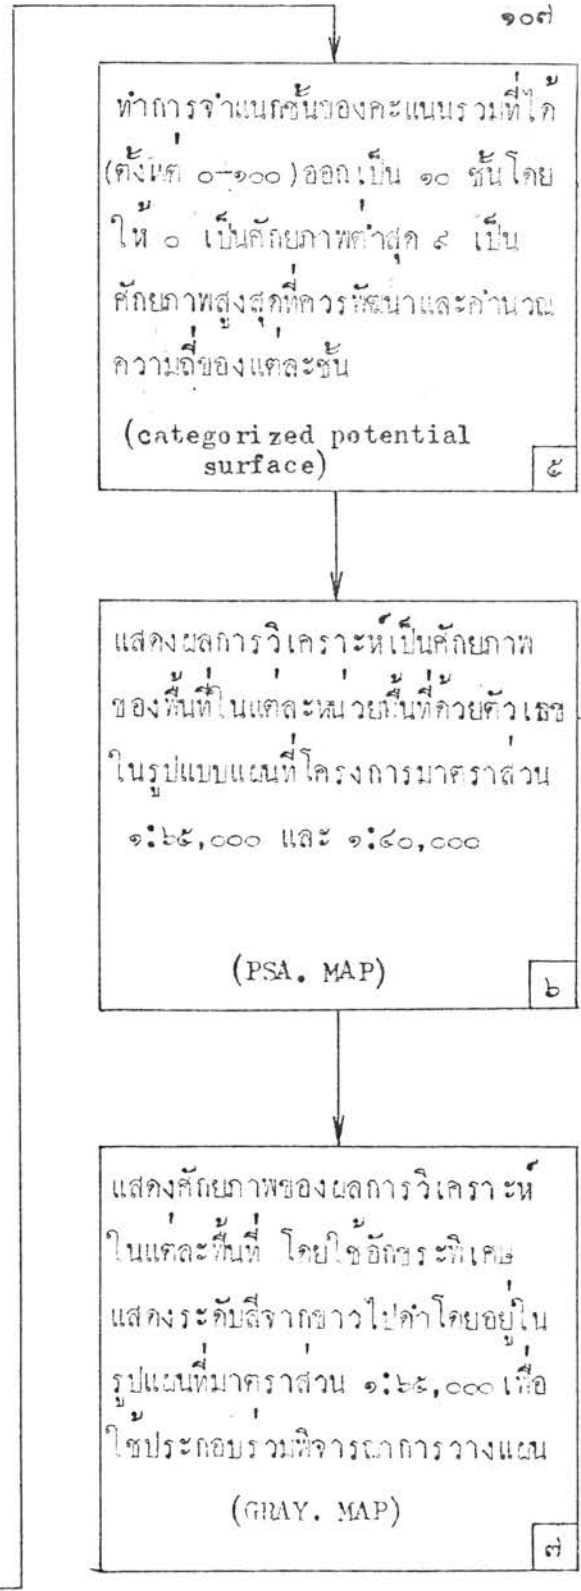 ๑๐๗
ทำการจำแนกชั้นของคะแนนรวมที่ได้
(ตั้งแต่ ๐-๑๐๐) ออกเป็น ๑๐ ชั้นโดย
ให้ ๐ เป็นศักยภาพต่ำสุด ๙ เป็น
ศักยภาพสูงสุดที่ควรพัฒนาและคำนวณ
ความถี่ของแต่ละชั้น
(categorized potential
surface)
๕
แสดงผลการวิเคราะห์เป็นศักยภาพ
ของพื้นที่ในแต่ละหน่วยพื้นที่ด้วยตัวเลข
ในรูปแบบแผนที่โครงการมาตราส่วน
๑:๖๕,๐๐๐ และ ๑:๔๐,๐๐๐
(PSA. MAP)
๖
แสดงศักยภาพของผลการวิเคราะห์
ในแต่ละพื้นที่ โดยใช้อักษรพิเศษ
แสดงระดับสีจากขาวไปดำโดยอยู่ใน
รูปแผนที่มาตราส่วน ๑:๖๕,๐๐๐ เพื่อ
ใช้ประกอบร่วมพิจารณาการวางแผน
(GRAY. MAP)
๗